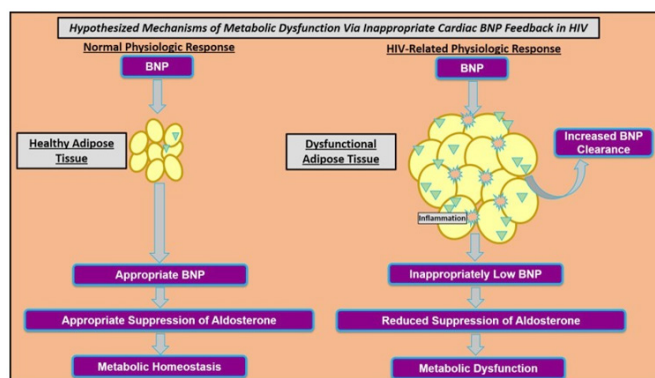 Hypothesized Mechanisms of Metabolic Dysfunction Via Inappropriate Cardiac BNP Feedback in HIV
Normal Physiologic Response
BNP
Healthy Adipose
Tissue
Appropriate BNP
Appropriate Suppression of Aldosterone
Metabolic Homeostasis
HIV-Related Physiologic Response
BNP
Dysfunctional
Adipose Tissue
Increased BNP
Clearance
Inflammation
Inappropriately Low BNP
Reduced Suppression of Aldosterone
Metabolic Dysfunction